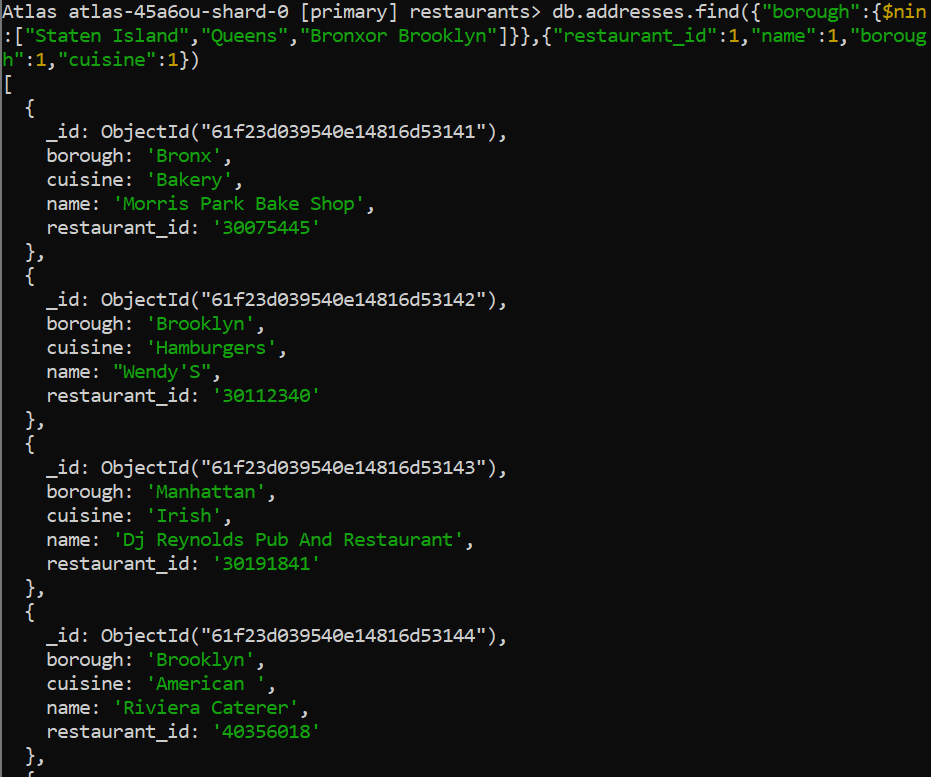 Atlas atlas-45a6ou-shard-0 [primary] restaurants> db.addresses.find({"borough":{$nin
:["Staten Island","Queens","Bronxor Brooklyn"]}},{"restaurant_id":1,"name":1,"boroug
h":1,"cuisine":1})
[
  {
    _id: ObjectId("61f23d039540e14816d53141"),
    borough: 'Bronx',
    cuisine: 'Bakery',
    name: 'Morris Park Bake Shop',
    restaurant_id: '30075445'
  },
  {
    _id: ObjectId("61f23d039540e14816d53142"),
    borough: 'Brooklyn',
    cuisine: 'Hamburgers',
    name: "Wendy'S",
    restaurant_id: '30112340'
  },
  {
    _id: ObjectId("61f23d039540e14816d53143"),
    borough: 'Manhattan',
    cuisine: 'Irish',
    name: 'Dj Reynolds Pub And Restaurant',
    restaurant_id: '30191841'
  },
  {
    _id: ObjectId("61f23d039540e14816d53144"),
    borough: 'Brooklyn',
    cuisine: 'American ',
    name: 'Riviera Caterer',
    restaurant_id: '40356018'
  },
  {